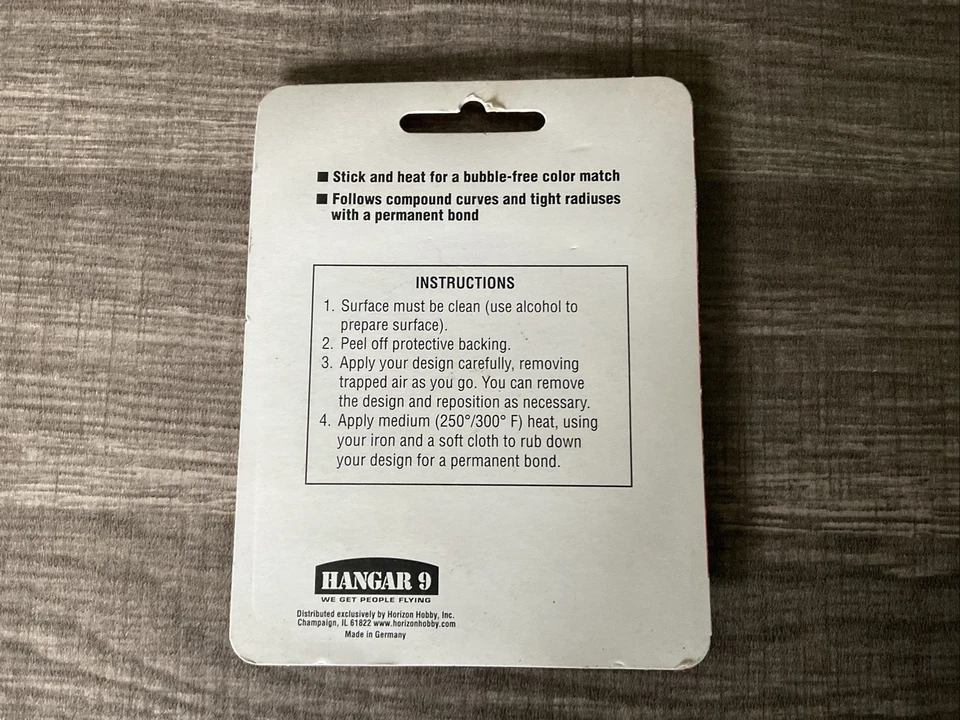 ■ Stick and heat for a bubble-free color match
■ Follows compound curves and tight radiuses
with a permanent bond
INSTRUCTIONS
1. Surface must be clean (use alcohol to
prepare surface).
2. Peel off protective backing.
3. Apply your design carefully, removing
trapped air as you go. You can remove
the design and reposition as necessary.
4. Apply medium (250°/300° F) heat, using
your iron and a soft cloth to rub down
your design for a permanent bond.
HANGAR 9
WE GET PEOPLE FLYING
Distributed exclusively by Horizon Hobby, Inc.
Champaign, IL 61822 www.horizonhobby.com
Made in Germany